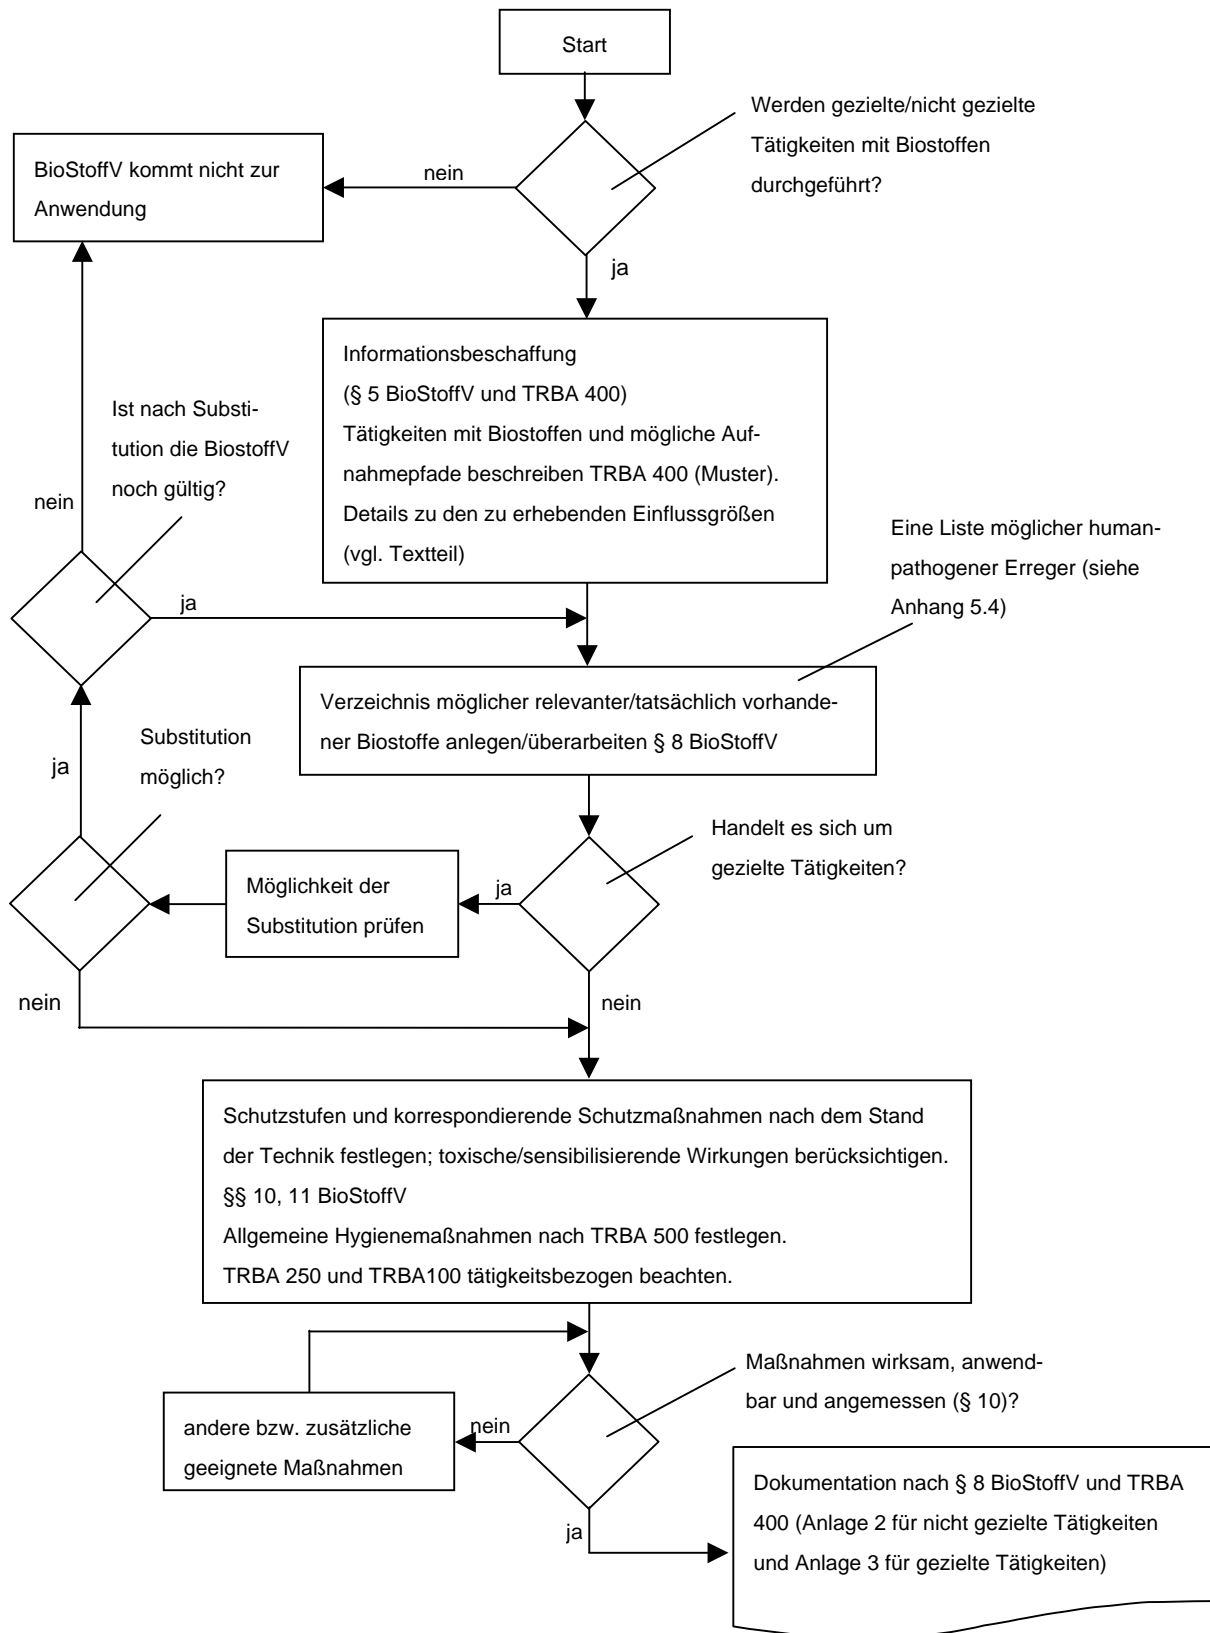 Start
Werden gezielte/nicht gezielte
Tätigkeiten mit Biostoffen
durchgeführt?
nein
BioStoffV kommt nicht zur
Anwendung
ja
Informationsbeschaffung
(§ 5 BioStoffV und TRBA 400)
Tätigkeiten mit Biostoffen und mögliche Auf-
nahmepfade beschreiben TRBA 400 (Muster).
Details zu den zu erhebenden Einflussgrößen
(vgl. Textteil)
Ist nach Substi-
tution die BiostoffV
noch gültig?
nein
ja
Eine Liste möglicher human-
pathogener Erreger (siehe
Anhang 5.4)
Verzeichnis möglicher relevanter/tatsächlich vorhande-
ner Biostoffe anlegen/überarbeiten § 8 BioStoffV
Substitution
möglich?
ja
Handelt es sich um
gezielte Tätigkeiten?
ja
Möglichkeit der
Substitution prüfen
nein
nein
Schutzstufen und korrespondierende Schutzmaßnahmen nach dem Stand
der Technik festlegen; toxische/sensibilisierende Wirkungen berücksichtigen.
§§ 10, 11 BioStoffV
Allgemeine Hygienemaßnahmen nach TRBA 500 festlegen.
TRBA 250 und TRBA100 tätigkeitsbezogen beachten.
Maßnahmen wirksam, anwend-
bar und angemessen (§ 10)?
nein
andere bzw. zusätzliche
geeignete Maßnahmen
ja
Dokumentation nach § 8 BioStoffV und TRBA
400 (Anlage 2 für nicht gezielte Tätigkeiten
und Anlage 3 für gezielte Tätigkeiten)